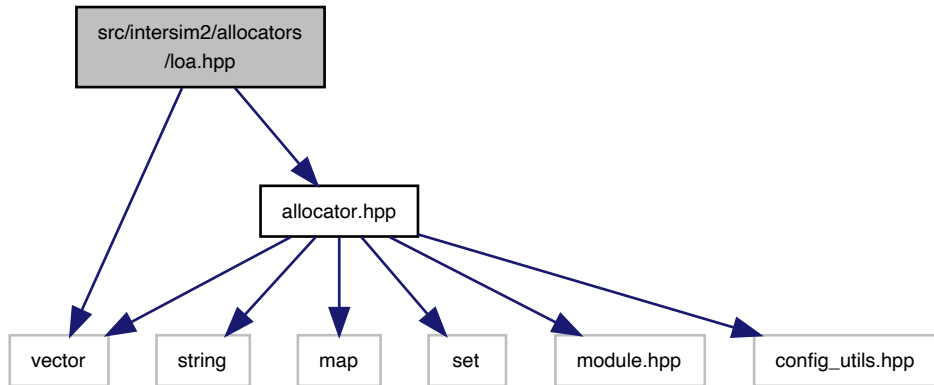 src/intersim2/allocators
/loa.hpp
allocator.hpp
vector
string
map
set
module.hpp
config_utils.hpp